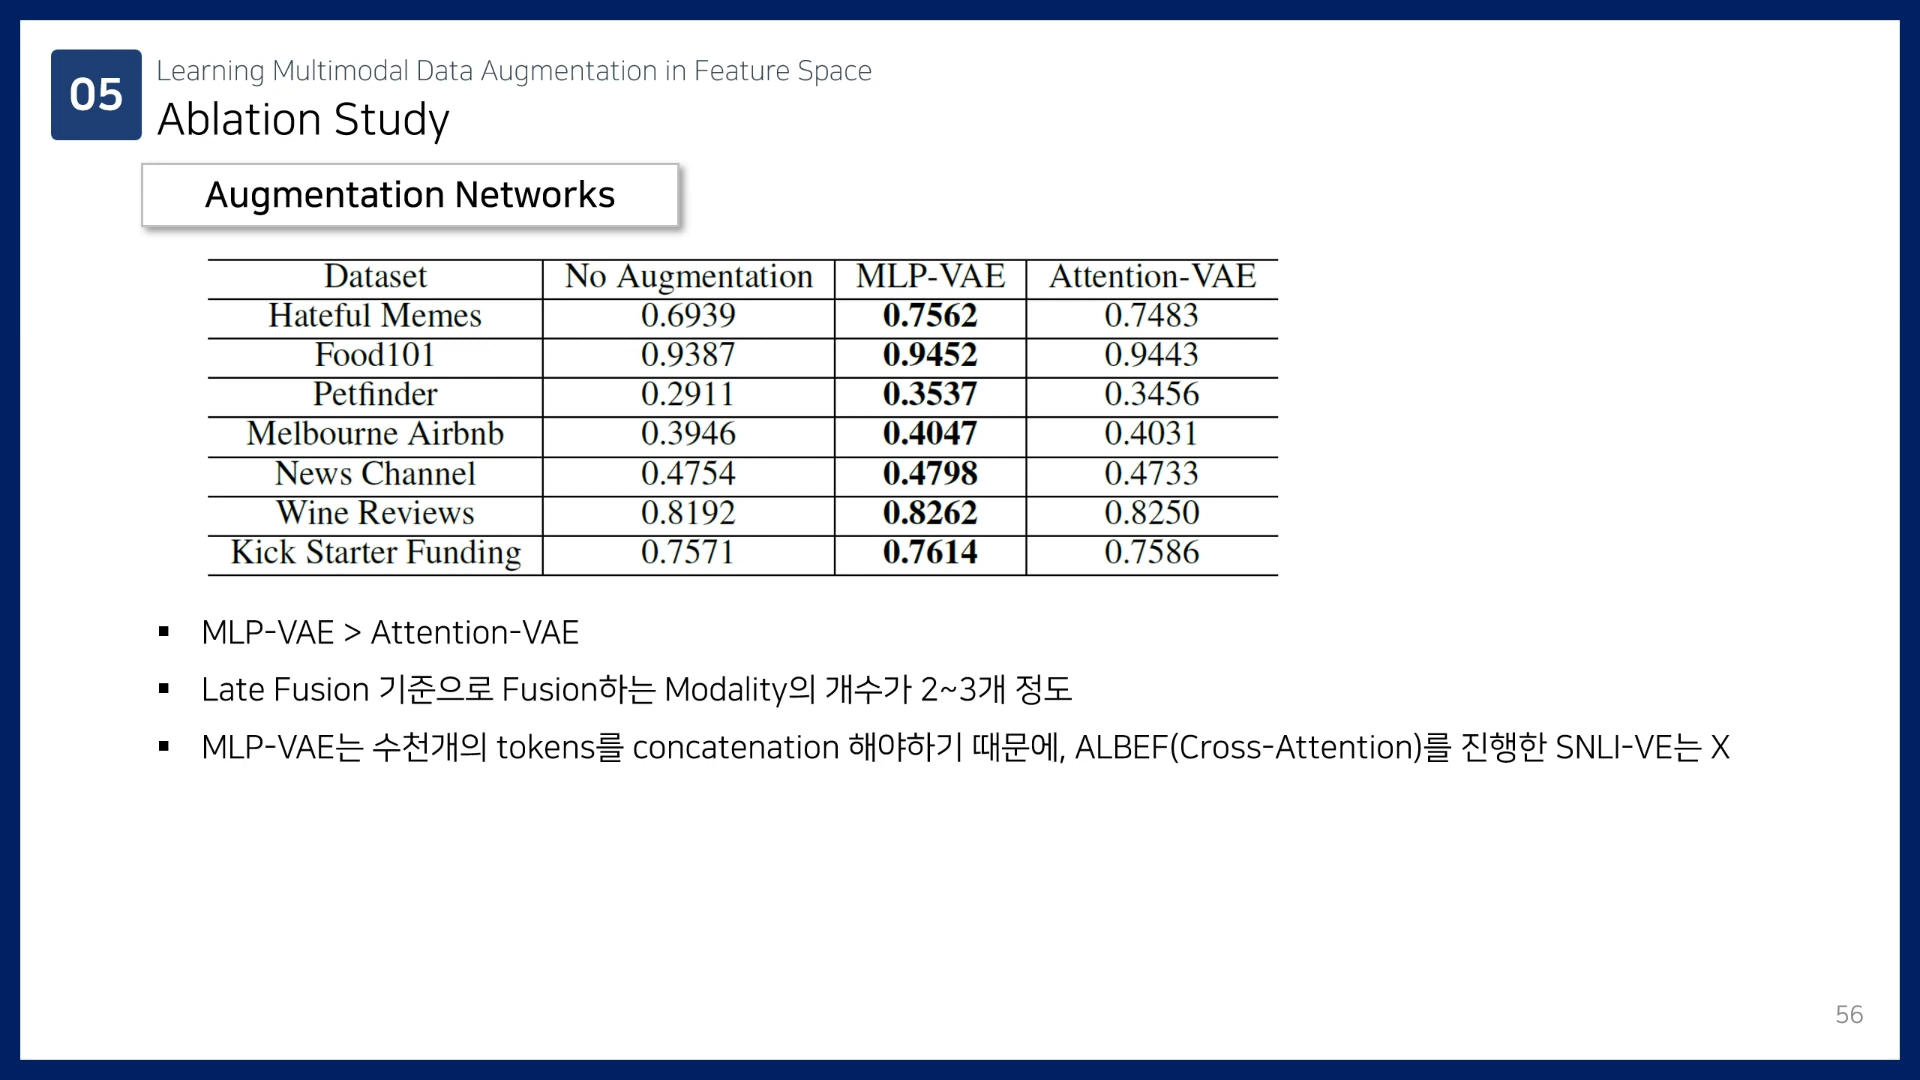 05
Learning Multimodal Data Augmentation in Feature Space
Ablation Study
Augmentation Networks
Dataset No Augmentation MLP-VAE Attention-VAE
Hateful Memes 0.6939 0.7562 0.7483
Food101 0.9387 0.9452 0.9443
Petfinder 0.2911 0.3537 0.3456
Melbourne Airbnb 0.3946 0.4047 0.4031
News Channel 0.4754 0.4798 0.4733
Wine Reviews 0.8192 0.8262 0.8250
Kick Starter Funding 0.7571 0.7614 0.7586
▪ MLP-VAE > Attention-VAE
▪ Late Fusion 기준으로 Fusion하는 Modality의 개수가 2~3개 정도
▪ MLP-VAE는 수천개의 tokens를 concatenation 해야하기 때문에, ALBEF(Cross-Attention)를 진행한 SNLI-VE는 X
56